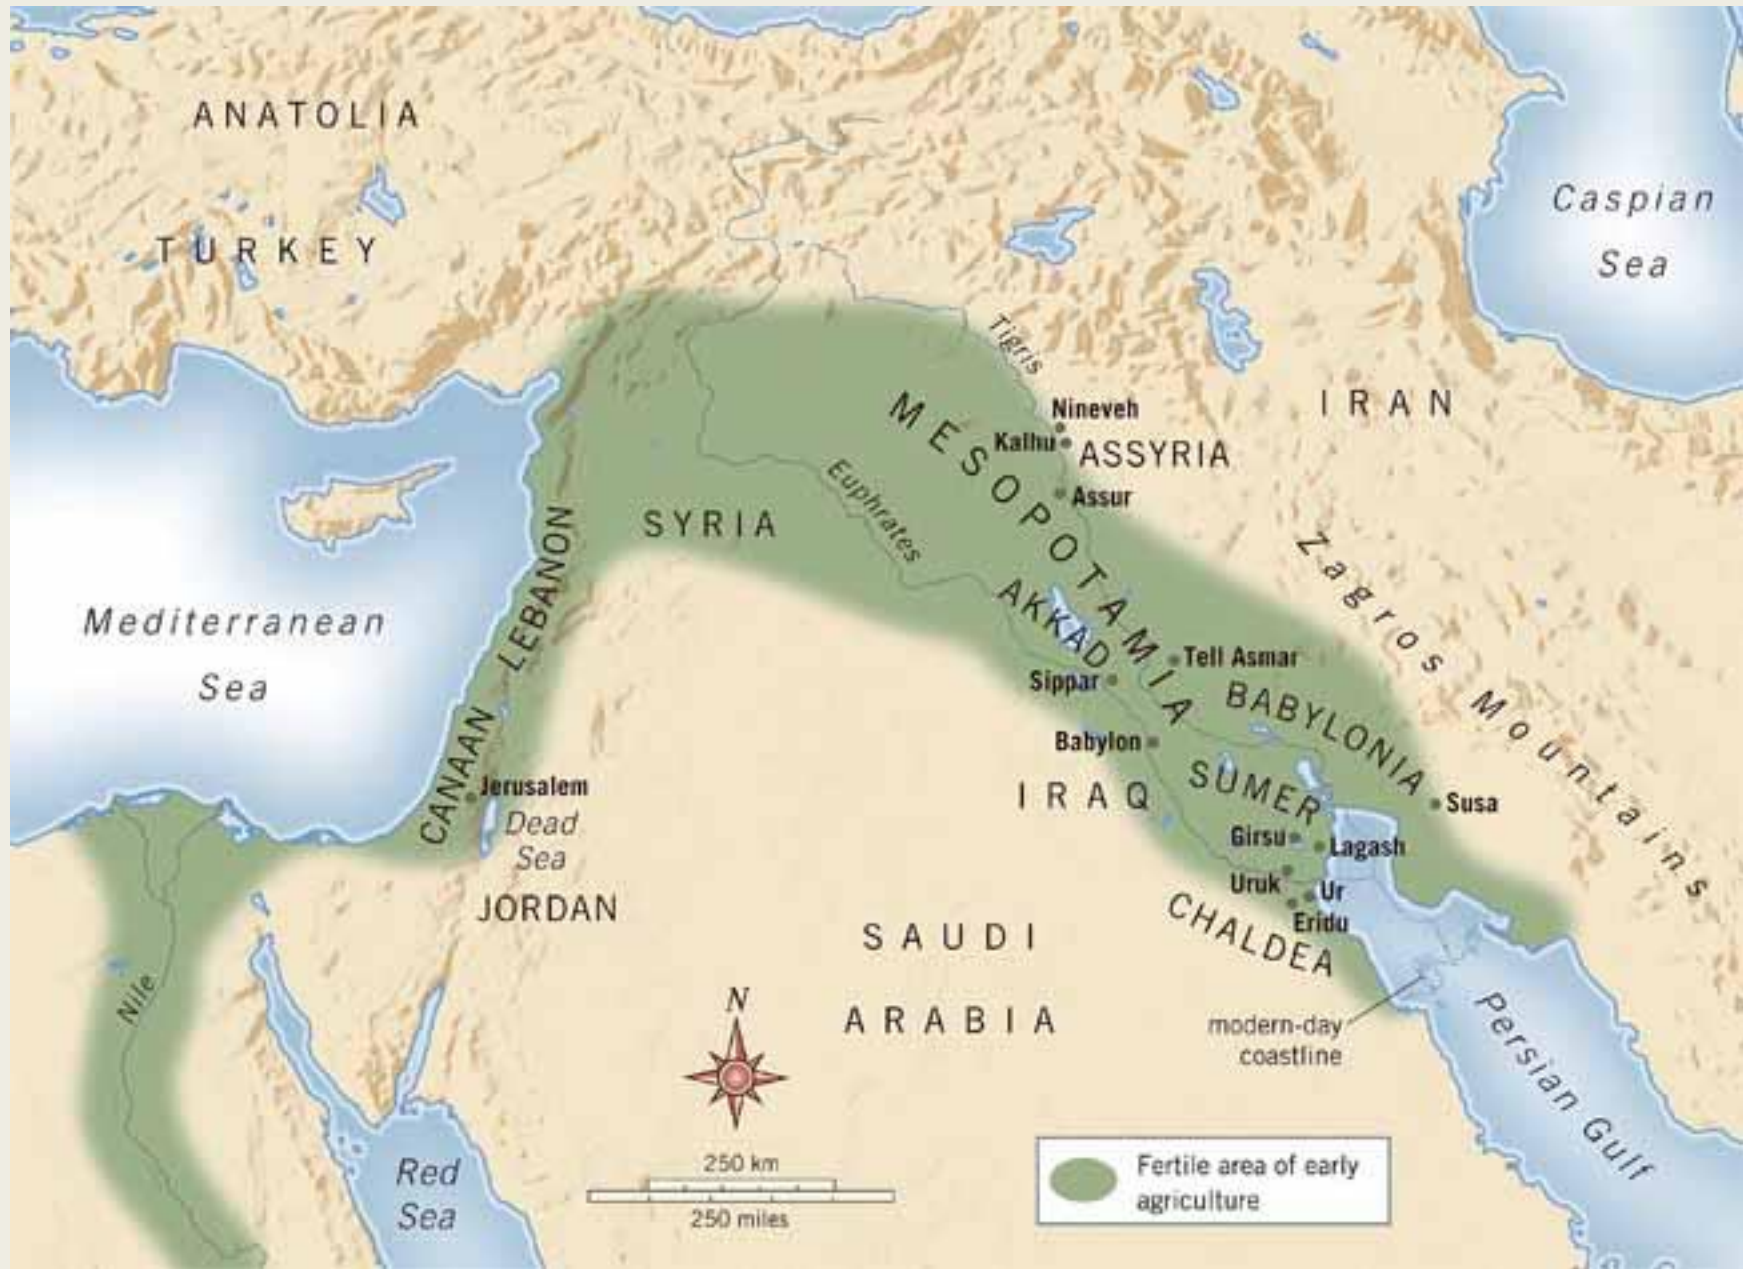 ANATOLIA
TURKEY
Caspian
Sea
Tigris
IRAN
MESOPOTAMIA
Nineveh
Kalhu
ASSYRIA
Assur
Euphrates
SYRIA
LEBANON
Zagros Mountains
Mediterranean
Sea
AKKAD
Tell Asmar
Sippar
BABYLONIA
Babylon
CANAAN
Jerusalem
Dead
Sea
IRAQ
SUMER
Susa
Girsu
Lagash
Uruk
Ur
Eridu
JORDAN
CHALDEA
SAUDI
ARABIA
Nile
N
modern-day
coastline
Persian Gulf
Red
Sea
250 km
250 miles
Fertile area of early
agriculture